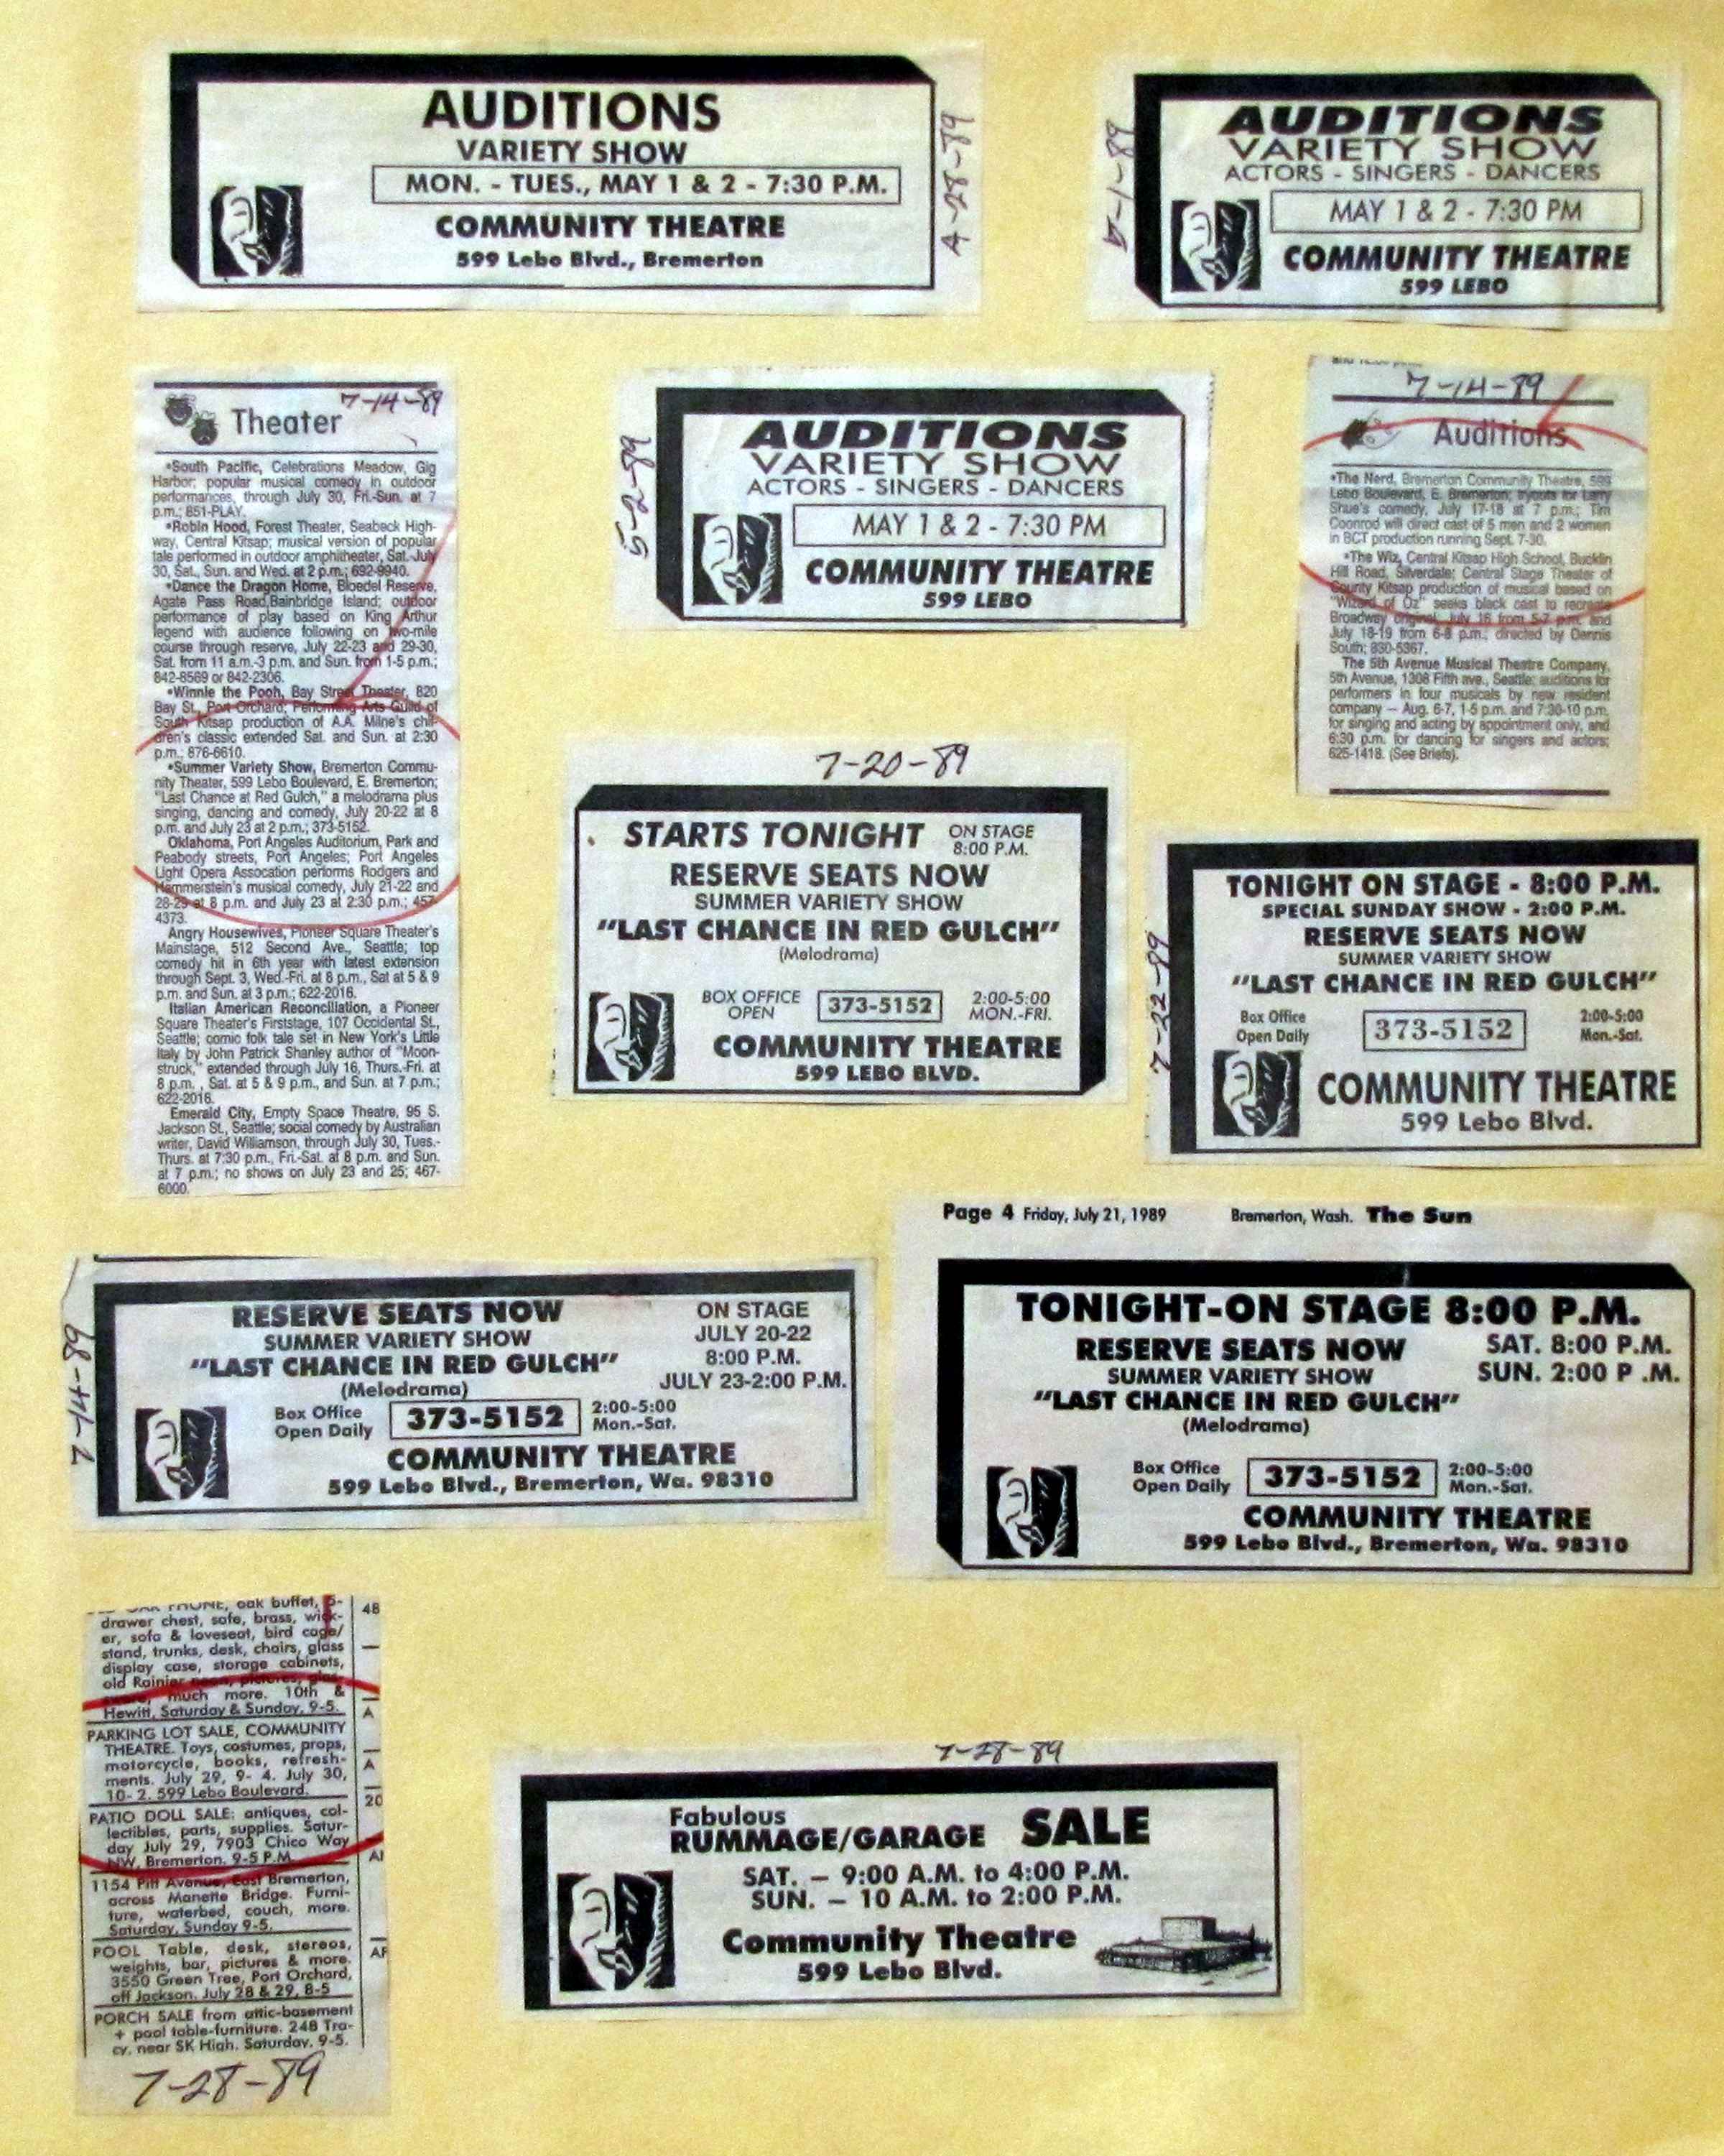 AUDITIONS
VARIETY SHOW
MON. - TUES., MAY 1 & 2 - 7:30 P.M.
COMMUNITY THEATRE
599 Lebo Blvd., Bremerton
4-28-89
5-1-89
AUDITIONS
VARIETY SHOW
ACTORS - SINGERS - DANCERS
MAY 1 & 2 - 7:30 PM
COMMUNITY THEATRE
599 LEBO
7-14-89
Theater
•South Pacific, Celebrations Meadow, Gig
Harbor; popular musical comedy in outdoor
performances, through July 30, Fri.-Sun. at 7
p.m.; 851-PLAY.
•Robin Hood, Forest Theater, Seabeck High-
way, Central Kitsap; musical version of popular
tale performed in outdoor amphitheater, Sat.-July
30, Sat., Sun. and Wed. at 2 p.m.; 692-9940.
•Dance the Dragon Home, Bloedel Reserve,
Agate Pass Road,Bainbridge Island; outdoor
performance of play based on King Arthur
legend with audience following on two-mile
course through reserve, July 22-23 and 29-30,
Sat. from 11 a.m.-3 p.m. and Sun. from 1-5 p.m.;
842-8569 or 842-2306.
•Winnie the Pooh, Bay Street Theater, 820
Bay St., Port Orchard; Performing Arts Guild of
South Kitsap production of A.A. Milne's chil-
dren's classic extended Sat. and Sun. at 2:30
p.m.; 876-6610.
•Summer Variety Show, Bremerton Commu-
nity Theater, 599 Lebo Boulevard, E. Bremerton;
"Last Chance at Red Gulch," a melodrama plus
singing, dancing and comedy, July 20-22 at 8
p.m. and July 23 at 2 p.m.; 373-5152.
Oklahoma, Port Angeles Auditorium, Park and
Peabody streets, Port Angeles; Port Angeles
Light Opera Assocation performs Rodgers and
Hammerstein's musical comedy, July 21-22 and
28-29 at 8 p.m. and July 23 at 2:30 p.m.; 457-
4373.
Angry Housewives, Pioneer Square Theater's
Mainstage, 512 Second Ave., Seattle; top
comedy hit in 6th year with latest extension
through Sept. 3, Wed.-Fri. at 8 p.m., Sat at 5 & 9
p.m. and Sun. at 3 p.m.; 622-2016.
Italian American Reconciliation, a Pioneer
Square Theater's Firststage, 107 Occidental St.,
Seattle; comic folk tale set in New York's Little
Italy by John Patrick Shanley author of "Moon-
struck," extended through July 16, Thurs.-Fri. at
8 p.m. , Sat. at 5 & 9 p.m., and Sun. at 7 p.m.;
622-2016.
Emerald City, Empty Space Theatre, 95 S.
Jackson St., Seattle; social comedy by Australian
writer, David Williamson, through July 30, Tues.-
Thurs. at 7:30 p.m., Fri.-Sat. at 8 p.m. and Sun.
at 7 p.m.; no shows on July 23 and 25; 467-
6000.
5-2-89
AUDITIONS
VARIETY SHOW
ACTORS - SINGERS - DANCERS
MAY 1 & 2 - 7:30 PM
COMMUNITY THEATRE
599 LEBO
7-14-89
Auditions
•The Nerd, Bremerton Community Theatre, 599
Lebo Boulevard, E. Bremerton; tryouts for Larry
Shue's comedy, July 17-18 at 7 p.m.; Tim
Coonrod will direct cast of 5 men and 2 women
in BCT production running Sept. 7-30.
•The Wiz, Central Kitsap High School, Bucklin
Hill Road, Silverdale; Central Stage Theater of
County Kitsap production of musical based on
"Wizard of Oz" seeks black cast to recreate
Broadway original, July 16 from 5-7 p.m. and
July 18-19 from 6-8 p.m.; directed by Dennis
South; 830-5367.
The 5th Avenue Musical Theatre Company,
5th Avenue, 1308 Fifth ave., Seattle; auditions for
performers in four musicals by new resident
company — Aug. 6-7, 1-5 p.m. and 7:30-10 p.m.
for singing and acting by appointment only, and
6:30 p.m. for dancing for singers and actors;
625-1418. (See Briefs).
7-20-89
STARTS TONIGHT ON STAGE
8:00 P.M.
RESERVE SEATS NOW
SUMMER VARIETY SHOW
"LAST CHANCE IN RED GULCH"
(Melodrama)
BOX OFFICE OPEN 373-5152 2:00-5:00 MON.-FRI.
COMMUNITY THEATRE
599 LEBO BLVD.
7-22-89
TONIGHT ON STAGE - 8:00 P.M.
SPECIAL SUNDAY SHOW - 2:00 P.M.
RESERVE SEATS NOW
SUMMER VARIETY SHOW
"LAST CHANCE IN RED GULCH"
Box Office Open Daily 373-5152 2:00-5:00 Mon.-Sat.
COMMUNITY THEATRE
599 Lebo Blvd.
RESERVE SEATS NOW
SUMMER VARIETY SHOW
"LAST CHANCE IN RED GULCH"
(Melodrama)
ON STAGE
JULY 20-22
8:00 P.M.
JULY 23-2:00 P.M.
Box Office Open Daily 373-5152 2:00-5:00 Mon.-Sat.
COMMUNITY THEATRE
599 Lebo Blvd., Bremerton, Wa. 98310
Page 4 Friday, July 21, 1989 Bremerton, Wash. The Sun
TONIGHT-ON STAGE 8:00 P.M.
RESERVE SEATS NOW SAT. 8:00 P.M.
SUMMER VARIETY SHOW SUN. 2:00 P .M.
"LAST CHANCE IN RED GULCH"
(Melodrama)
Box Office Open Daily 373-5152 2:00-5:00 Mon.-Sat.
COMMUNITY THEATRE
599 Lebo Blvd., Bremerton, Wa. 98310
PHONE, oak buffet, 5-
drawer chest, safe, brass, wick-
er, sofa & loveseat, bird cage/
stand, trunks, desk, chairs, glass
display case, storage cabinets,
old Rainier neon, pictures,
much more. 10th &
Hewitt, Saturday & Sunday, 9-5.
PARKING LOT SALE, COMMUNITY
THEATRE. Toys, costumes, props,
motorcycle, books, refresh-
ments. July 29, 9- 4. July 30,
10- 2. 599 Lebo Boulevard.
PATIO DOLL SALE: antiques, col-
lectibles, parts, supplies. Satur-
day July 29, 7903 Chico Way
NW, Bremerton. 9-5 P.M.
1154 Pitt Avenue, East Bremerton,
across Manette Bridge. Furni-
ture, waterbed, couch, more.
Saturday, Sunday 9-5.
POOL Table, desk, stereos,
weights, bar, pictures & more.
3550 Green Tree, Port Orchard,
off Jackson. July 28 & 29, 8-5
PORCH SALE from attic-basement
+ pool table-furniture. 248 Tra-
cy, near SK High. Saturday, 9-5.
7-28-89
7-28-89
Fabulous
RUMMAGE/GARAGE SALE
SAT. — 9:00 A.M. to 4:00 P.M.
SUN. — 10 A.M. to 2:00 P.M.
Community Theatre
599 Lebo Blvd.